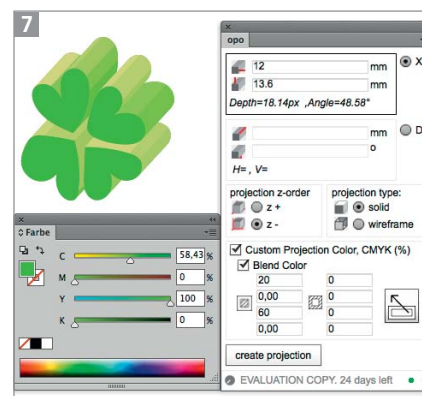 7
opo
12 mm X
13.6 mm
Depth=18.14px ,Angle=48.58°
mm D
o
H= , V=
projection z-order projection type:
z + solid
z - wireframe
Farbe
C 58,43 %
M 0 %
Y 100 %
K 0 %
Custom Projection Color, CMYK (%)
Blend Color
20 0
0,00 0
60 0
0,00 0
create projection
EVALUATION COPY. 24 days left